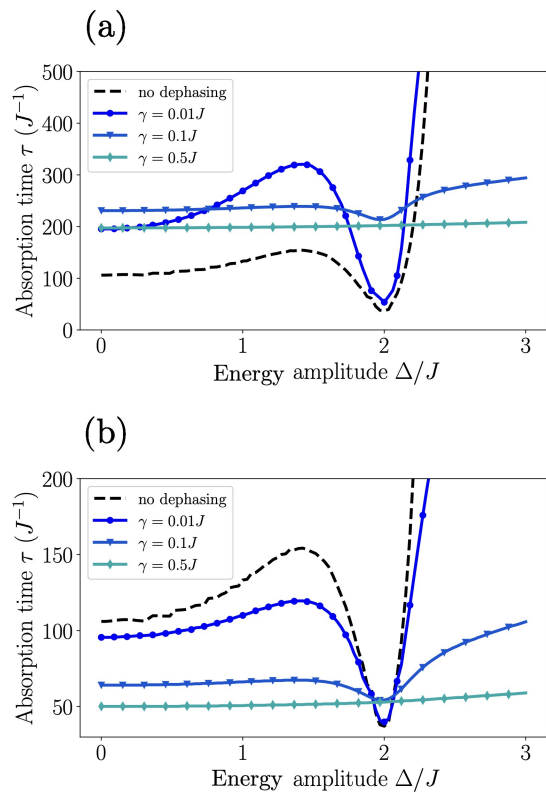 (a)
500
400
300
200
100
0
Absorption time τ (J⁻¹)
no dephasing
γ = 0.01J
γ = 0.1J
γ = 0.5J
0 1 2 3
Energy amplitude Δ/J
(b)
200
150
100
50
Absorption time τ (J⁻¹)
no dephasing
γ = 0.01J
γ = 0.1J
γ = 0.5J
0 1 2 3
Energy amplitude Δ/J